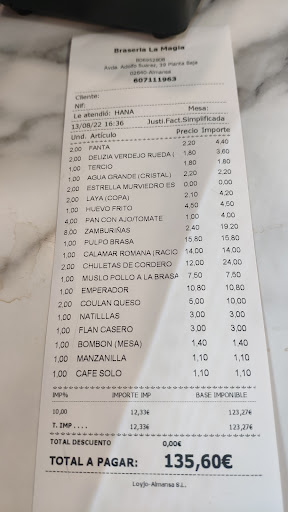 Braseria La Magia
Avda. Adolfo Suarez, 39 Planta Baja
02640-Almansa
607111963
Cliente:
Nif:
Le atendió: HANA Mesa:
13/08/22 16:36 Justi.Fact.Simplificada
Und. Artículo Precio Importe
2,00 FANTA 2,20 4,40
2,00 DELIZIA VERDEJO RUEDA ( 1,80 3,60
1,00 TERCIO 1,80 1,80
1,00 AGUA GRANDE (CRISTAL) 2,20 2,20
2,00 ESTRELLA MURVIEDRO ES 0,00 0,00
2,00 LAYA (COPA) 2,10 4,20
1,00 HUEVO FRITO 4,50 4,50
4,00 PAN CON AJO/TOMATE 1,00 4,00
8,00 ZAMBURIÑAS 2,40 19,20
1,00 PULPO BRASA 15,80 15,80
1,00 CALAMAR ROMANA (RACIO 14,00 14,00
2,00 CHULETAS DE CORDERO 12,00 24,00
1,00 MUSLO POLLO A LA BRASA 7,50 7,50
1,00 EMPERADOR 10,80 10,80
2,00 COULAN QUESO 5,00 10,00
1,00 NATILLLAS 3,00 3,00
1,00 FLAN CASERO 3,00 3,00
1,00 BOMBON (MESA) 1,40 1,40
1,00 MANZANILLA 1,10 1,10
1,00 CAFE SOLO 1,10 1,10
IMP% IMPORTE IMP BASE IMPONIBLE
10,00 12,33€ 123,27€
T. IMP.... 12,33€ 123,27€
TOTAL DESCUENTO 0,00€
TOTAL A PAGAR: 135,60€
Loyjo-Almansa S.L.